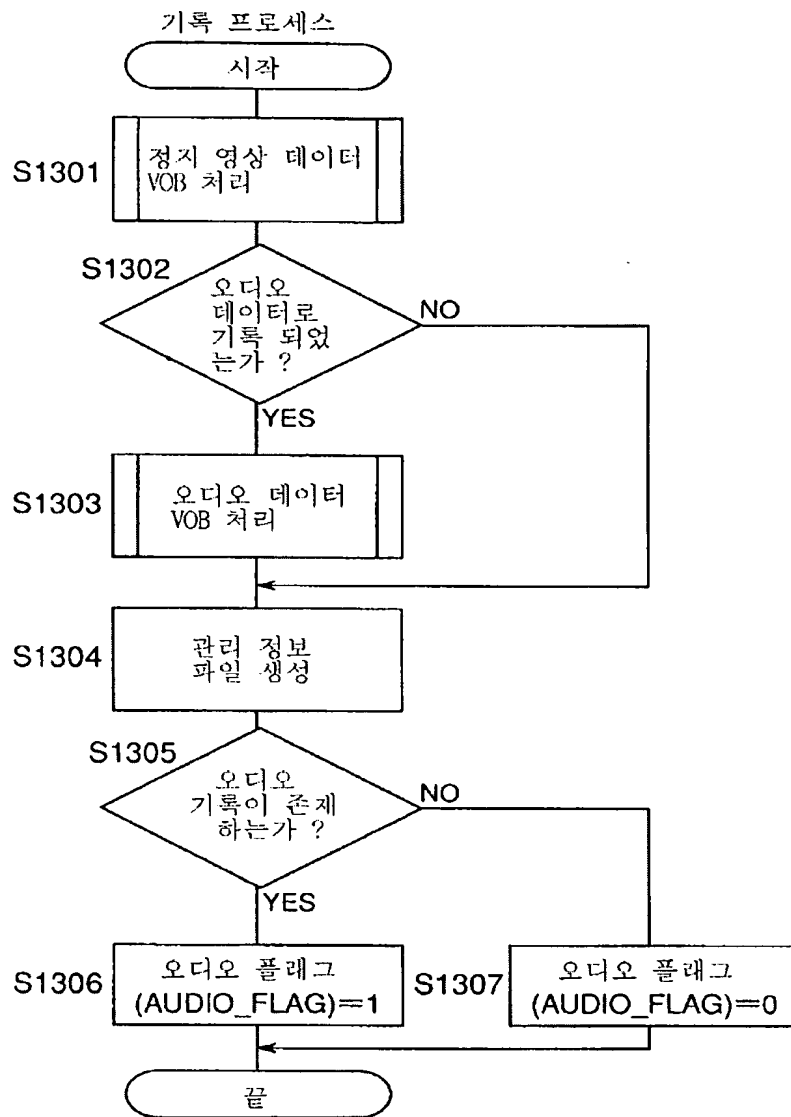 기록 프로세스
시작
S1301
정지 영상 데이터
VOB 처리
S1302
오디오
데이터로
기록 되었
는가 ?
NO
YES
S1303
오디오 데이터
VOB 처리
S1304
관리 정보
파일 생성
S1305
오디오
기록이 존재
하는가 ?
NO
YES
S1306
오디오 플래그
(AUDIO_FLAG)=1
S1307
오디오 플래그
(AUDIO_FLAG)=0
끝